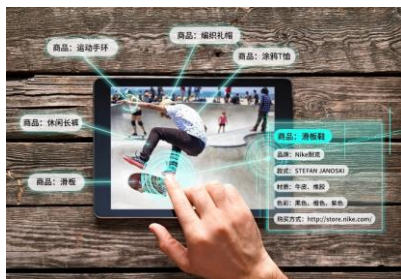 商品：编织礼帽
商品：运动手环
商品：涂鸦T恤
商品：休闲长裤
商品：滑板
商品：滑板鞋
品牌：Nike耐克
款式：STEFAN JANOSKI
材质：牛皮、橡胶
色彩：黑色、橙色、紫色
购买方式：http://store.nike.com/